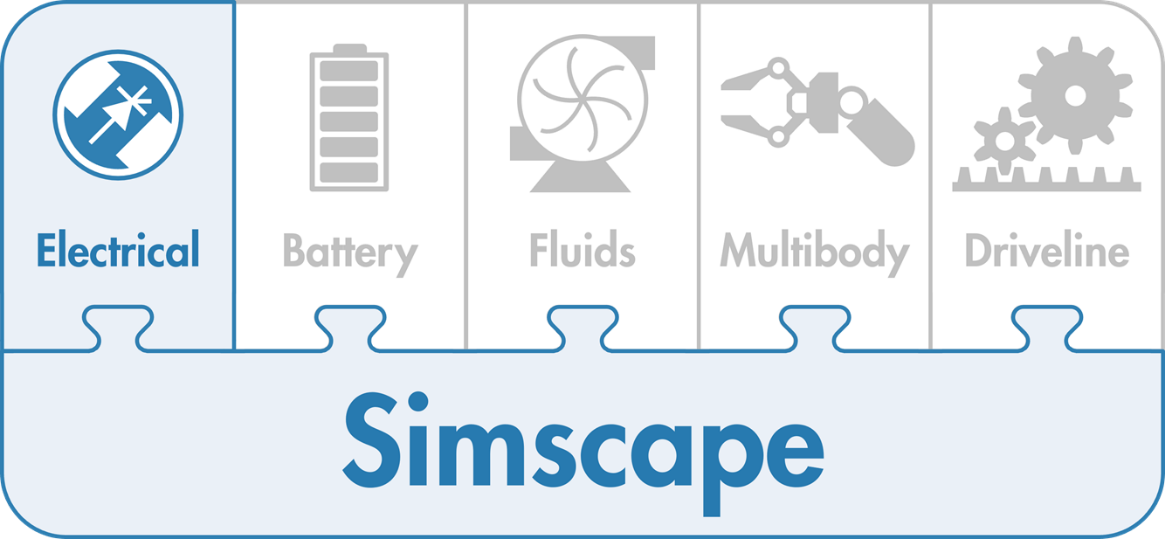 Electrical Battery Fluids Multibody Driveline
Simscape